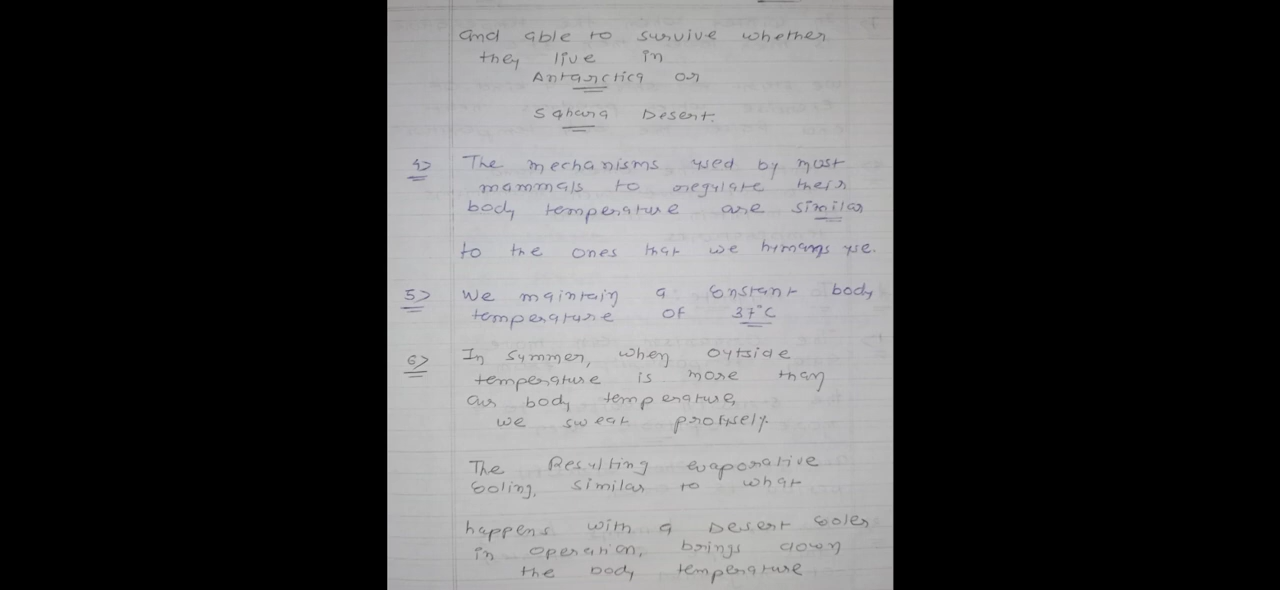 and able to survive whether
they live in
Antarctica or
Sahara Desert.
4> The mechanisms used by most
mammals to regulate their
body temperature are similar
to the ones that we humans use.
5> We maintain a constant body
temperature of 37°C
6> In summer, when outside
temperature is more than
our body temperature,
we sweat profusely.
The Resulting evaporative
cooling, similar to what
happens with a Desert cooler
in operation, brings down
the body temperature